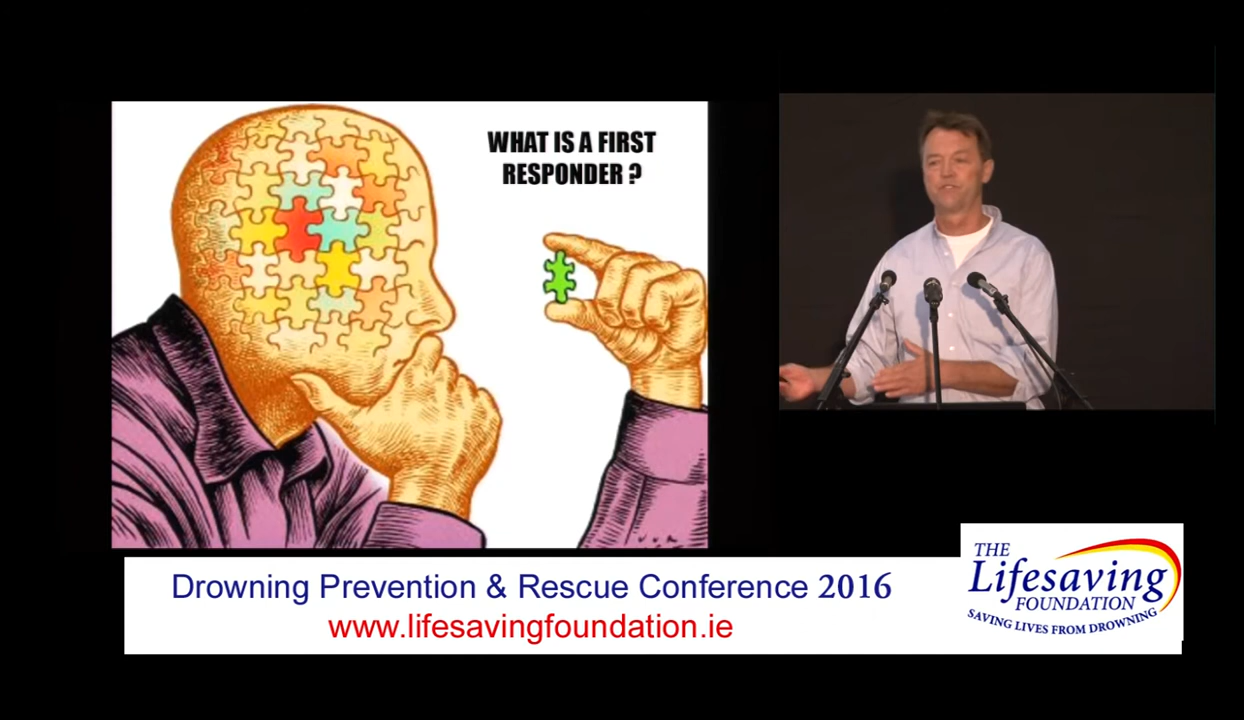 WHAT IS A FIRST
RESPONDER ?
Drowning Prevention & Rescue Conference 2016
www.lifesavingfoundation.ie
THE
Lifesaving
FOUNDATION
SAVING LIVES FROM DROWNING